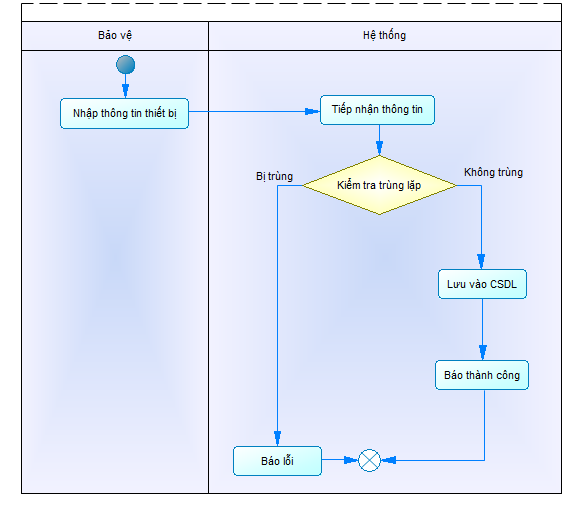 Bảo vệ
Hệ thống
Nhập thông tin thiết bị
Tiếp nhận thông tin
Kiểm tra trùng lặp
Bị trùng
Không trùng
Lưu vào CSDL
Báo thành công
Báo lỗi